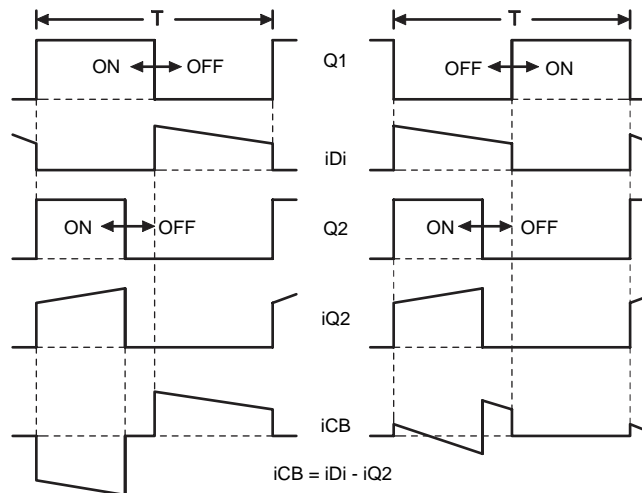 T T
ON OFF Q1 OFF ON
iDi
ON OFF Q2 ON OFF
iQ2
iCB
iCB = iDi - iQ2